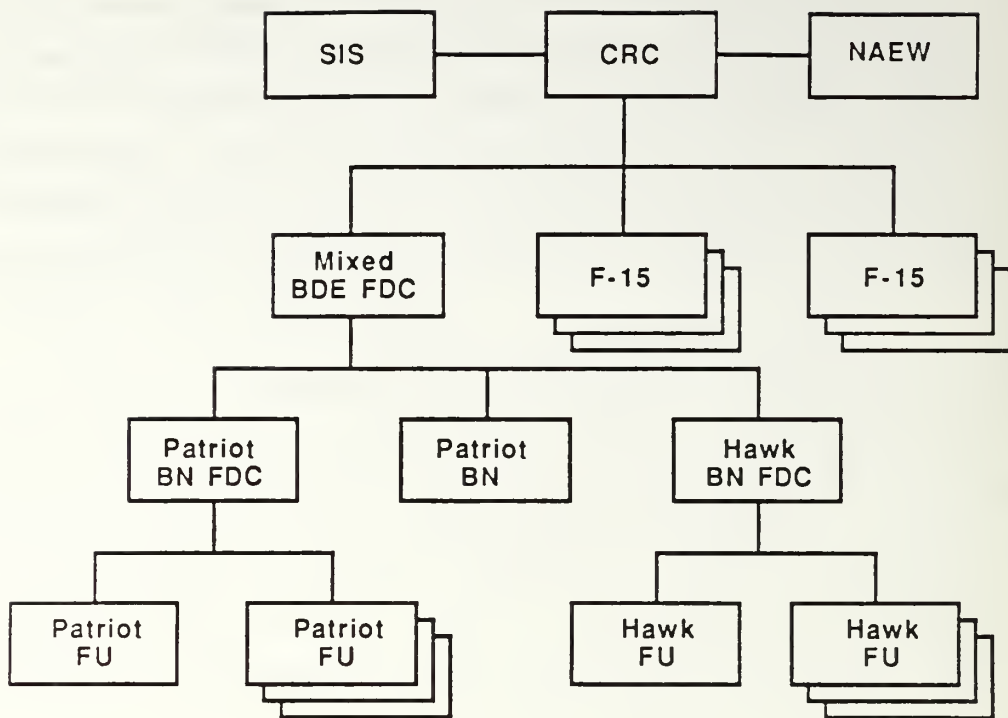 SIS
CRC
NAEW
Mixed
BDE FDC
F-15
F-15
Patriot
BN FDC
Patriot
BN
Hawk
BN FDC
Patriot
FU
Patriot
FU
Hawk
FU
Hawk
FU